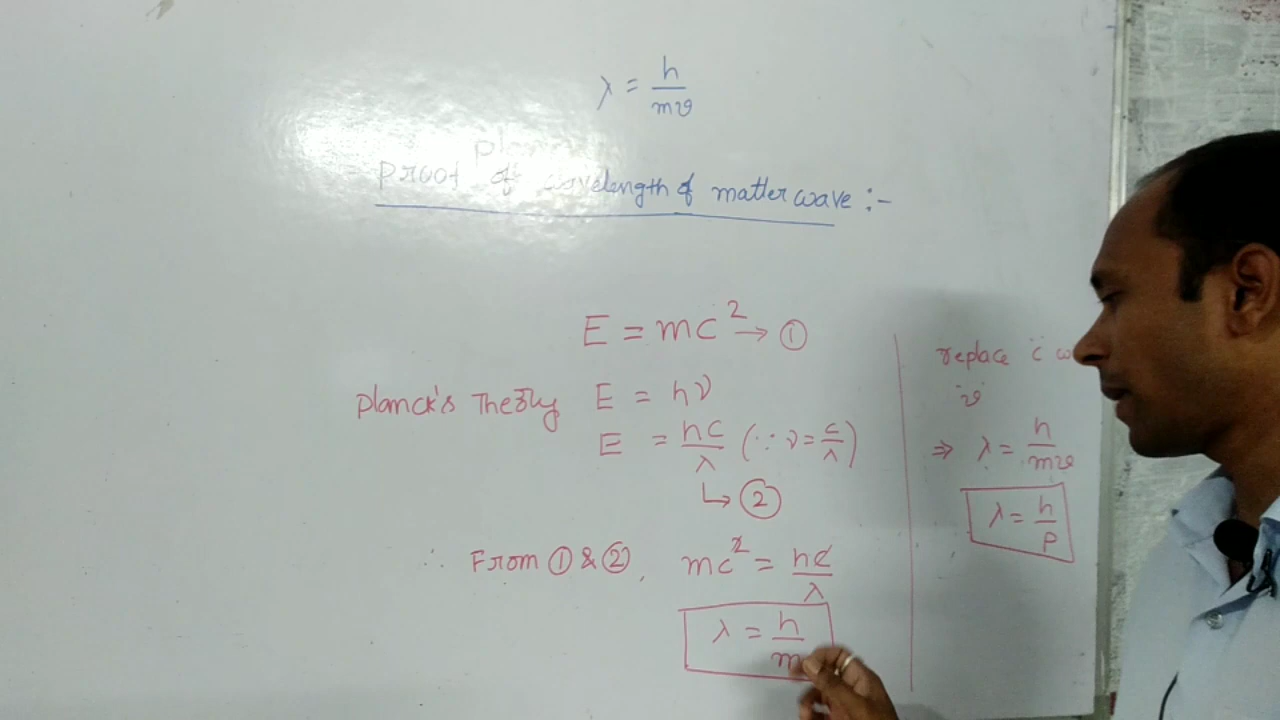 λ = h/mv
Proof of wavelength of matter wave :-
E = mc² → ①
Planck's Theory E = hν
E = hc/λ (∵ ν = c/λ)
↳ ②
∴ From ① & ②, mc² = hc/λ
λ = h/m
replace 'c'
'v'
⇒ λ = h/mv
λ = h/p